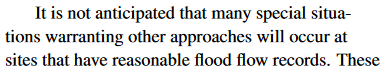 It is not anticipated that many special situa-
tions warranting other approaches will occur at
sites that have reasonable flood flow records. These